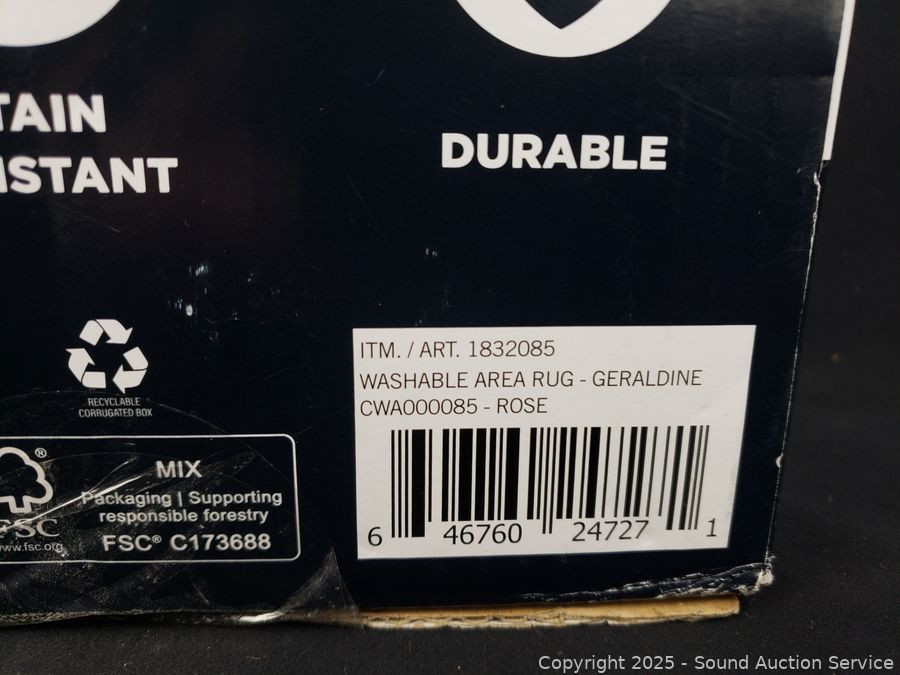 TAIN
ISTANT
DURABLE
RECYCLABLE
CORRUGATED BOX
ITM. / ART. 1832085
WASHABLE AREA RUG - GERALDINE
CWA000085 - ROSE
6 46760 24727 1
®
FSC
www.fsc.org
MIX
Packaging | Supporting
responsible forestry
FSC® C173688
Copyright 2025 - Sound Auction Service